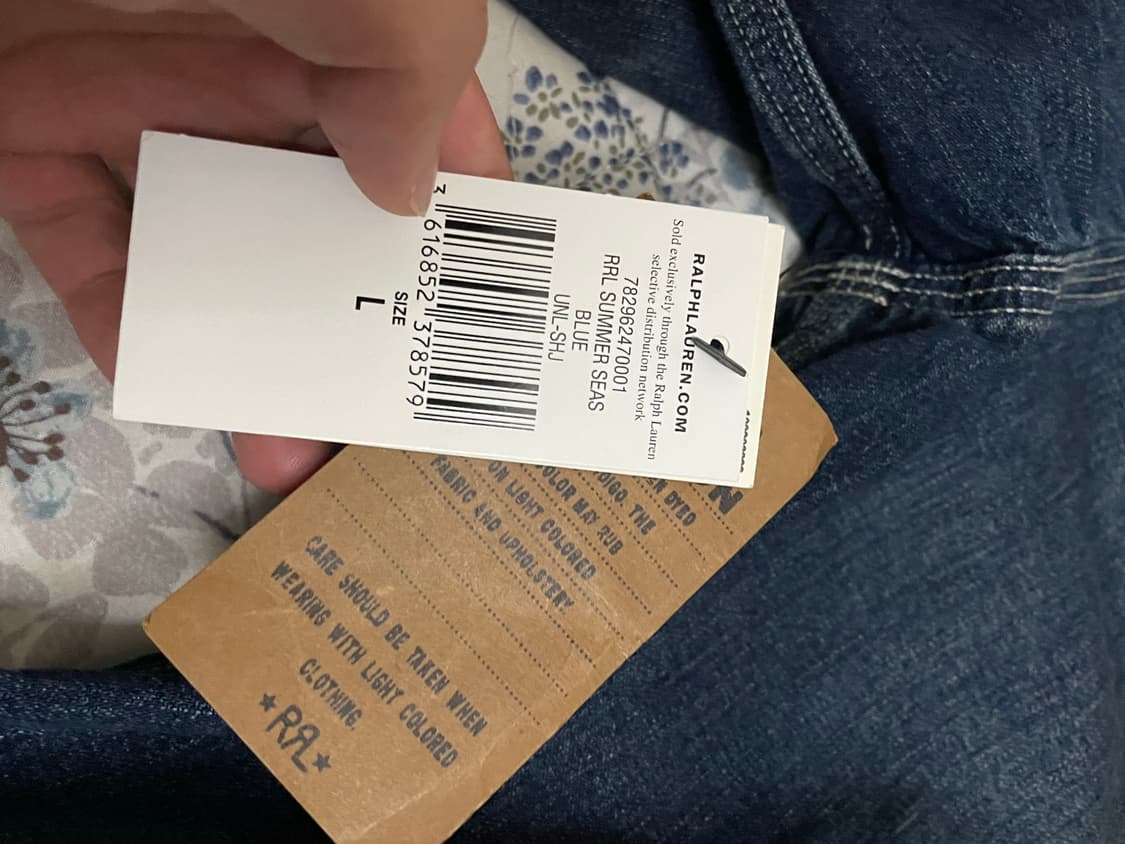 RALPHLAUREN.COM
Sold exclusively through the Ralph Lauren
selective distribution network
782962470001
RRL SUMMER SEAS
BLUE
UNL-SHJ
3 616852 378579
SIZE
L
N
DYED
THE
MAY RUB
ON LIGHT COLORED
FABRIC AND UPHOLSTERY
CARE SHOULD BE TAKEN WHEN
WEARING WITH LIGHT COLORED
CLOTHING.
RRL